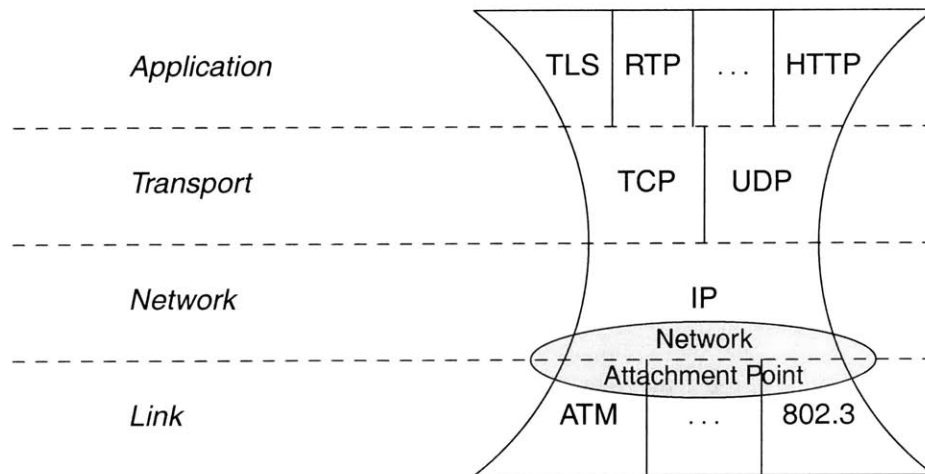 Application TLS RTP ... HTTP
Transport TCP UDP
Network IP
Network
Attachment Point
Link ATM ... 802.3